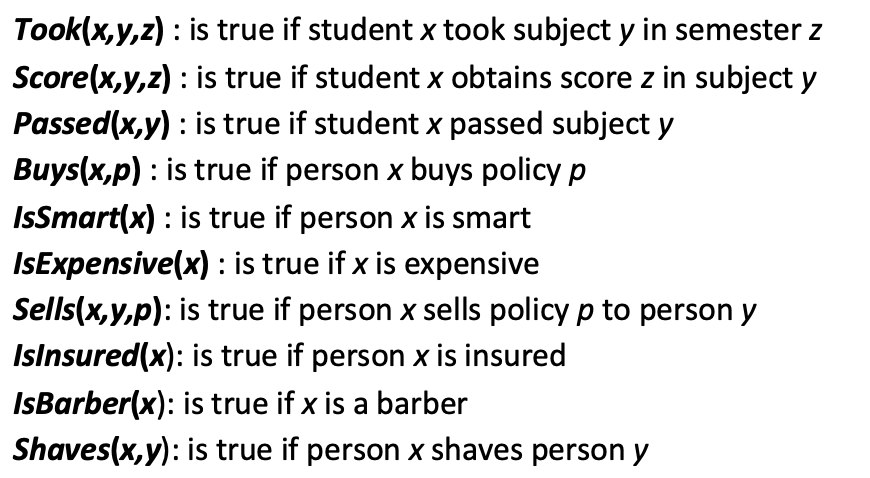 Took(x,y,z) : is true if student x took subject y in semester z
Score(x,y,z) : is true if student x obtains score z in subject y
Passed(x,y) : is true if student x passed subject y
Buys(x,p) : is true if person x buys policy p
IsSmart(x) : is true if person x is smart
IsExpensive(x) : is true if x is expensive
Sells(x,y,p): is true if person x sells policy p to person y
IsInsured(x): is true if person x is insured
IsBarber(x): is true if x is a barber
Shaves(x,y): is true if person x shaves person y